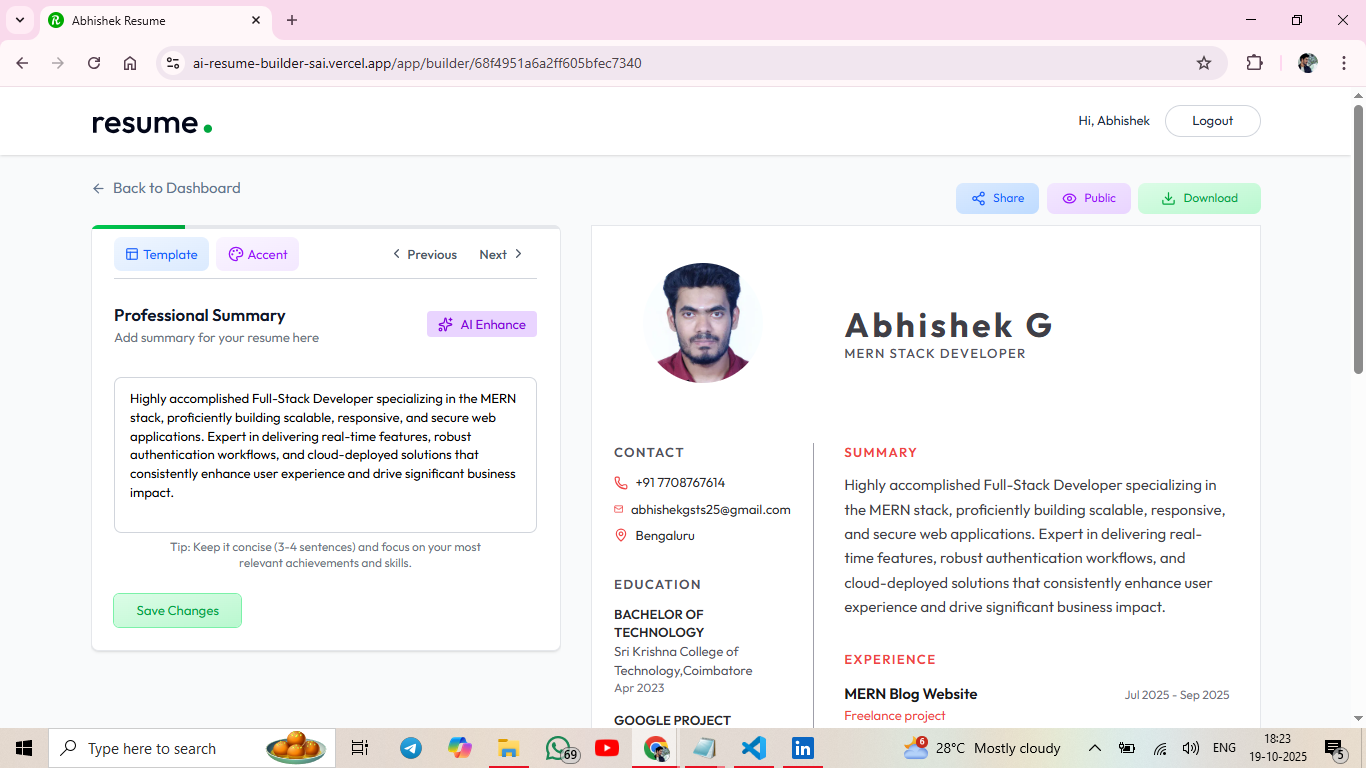 Abhishek Resume
ai-resume-builder-sai.vercel.app/app/builder/68f4951a6a2ff605bfec7340
resume.
Hi, Abhishek
Logout
Back to Dashboard
Share
Public
Download
Template
Accent
Previous
Next
Professional Summary
Add summary for your resume here
AI Enhance
Highly accomplished Full-Stack Developer specializing in the MERN
stack, proficiently building scalable, responsive, and secure web
applications. Expert in delivering real-time features, robust
authentication workflows, and cloud-deployed solutions that
consistently enhance user experience and drive significant business
impact.
Tip: Keep it concise (3-4 sentences) and focus on your most
relevant achievements and skills.
Save Changes
Abhishek G
MERN STACK DEVELOPER
CONTACT
+91 7708767614
abhishekgsts25@gmail.com
Bengaluru
EDUCATION
BACHELOR OF
TECHNOLOGY
Sri Krishna College of
Technology,Coimbatore
Apr 2023
GOOGLE PROJECT
SUMMARY
Highly accomplished Full-Stack Developer specializing in
the MERN stack, proficiently building scalable, responsive,
and secure web applications. Expert in delivering real-
time features, robust authentication workflows, and
cloud-deployed solutions that consistently enhance user
experience and drive significant business impact.
EXPERIENCE
MERN Blog Website
Jul 2025 - Sep 2025
Freelance project
Type here to search
69
6
28°C Mostly cloudy
ENG
18:23
19-10-2025
5